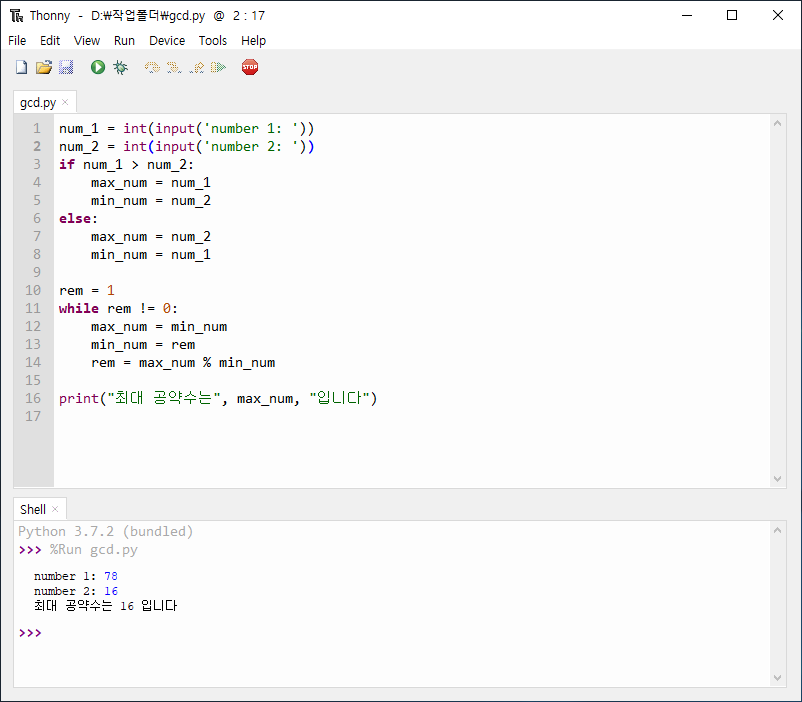 Thonny - D:₩작업폴더₩gcd.py @ 2 : 17
File Edit View Run Device Tools Help
STOP
gcd.py ×
1 num_1 = int(input('number 1: '))
2 num_2 = int(input('number 2: '))
3 if num_1 > num_2:
4     max_num = num_1
5     min_num = num_2
6 else:
7     max_num = num_2
8     min_num = num_1
9
10 rem = 1
11 while rem != 0:
12     max_num = min_num
13     min_num = rem
14     rem = max_num % min_num
15
16 print("최대 공약수는", max_num, "입니다")
17
Shell ×
Python 3.7.2 (bundled)
>>> %Run gcd.py
number 1: 78
number 2: 16
최대 공약수는 16 입니다
>>>